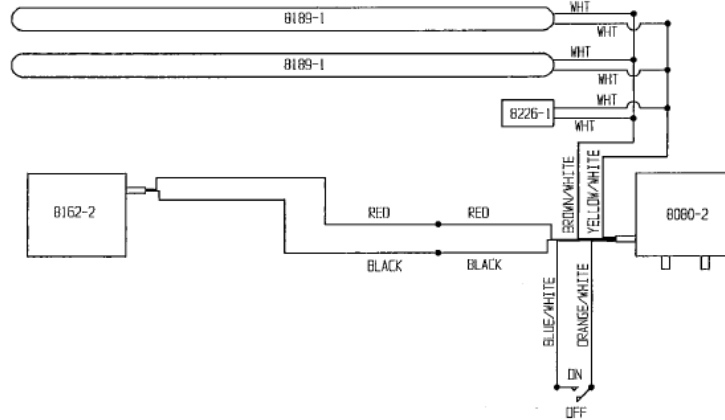 WHT
8189-1
WHT
WHT
8189-1
WHT
WHT
8226-1
WHT
BROWN/WHITE
YELLOW/WHITE
8162-2
8080-2
RED
RED
BLACK
BLACK
BLUE/WHITE
ORANGE/WHITE
ON
OFF